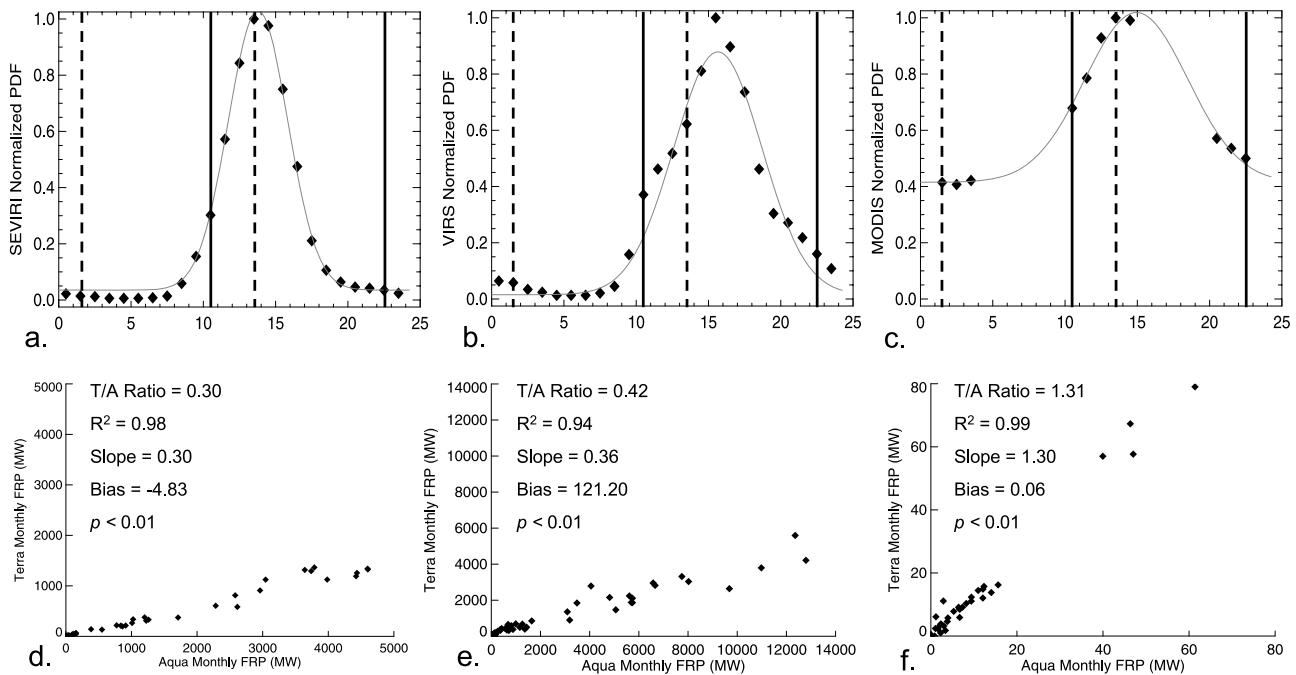 SEVIRI Normalized PDF
1.0
0.8
0.6
0.4
0.2
0.0
0 5 10 15 20 25
a.
VIRS Normalized PDF
1.0
0.8
0.6
0.4
0.2
0.0
0 5 10 15 20 25
b.
MODIS Normalized PDF
1.0
0.8
0.6
0.4
0.2
0.0
0 5 10 15 20 25
c.
Terra Monthly FRP (MW)
5000
4000
3000
2000
1000
0
T/A Ratio = 0.30
R² = 0.98
Slope = 0.30
Bias = -4.83
p < 0.01
0 1000 2000 3000 4000 5000
Aqua Monthly FRP (MW)
d.
Terra Monthly FRP (MW)
14000
12000
10000
8000
6000
4000
2000
0
T/A Ratio = 0.42
R² = 0.94
Slope = 0.36
Bias = 121.20
p < 0.01
0 2000 4000 6000 8000 10000 12000 14000
Aqua Monthly FRP (MW)
e.
Terra Monthly FRP (MW)
80
60
40
20
0
T/A Ratio = 1.31
R² = 0.99
Slope = 1.30
Bias = 0.06
p < 0.01
0 20 40 60 80
Aqua Monthly FRP (MW)
f.